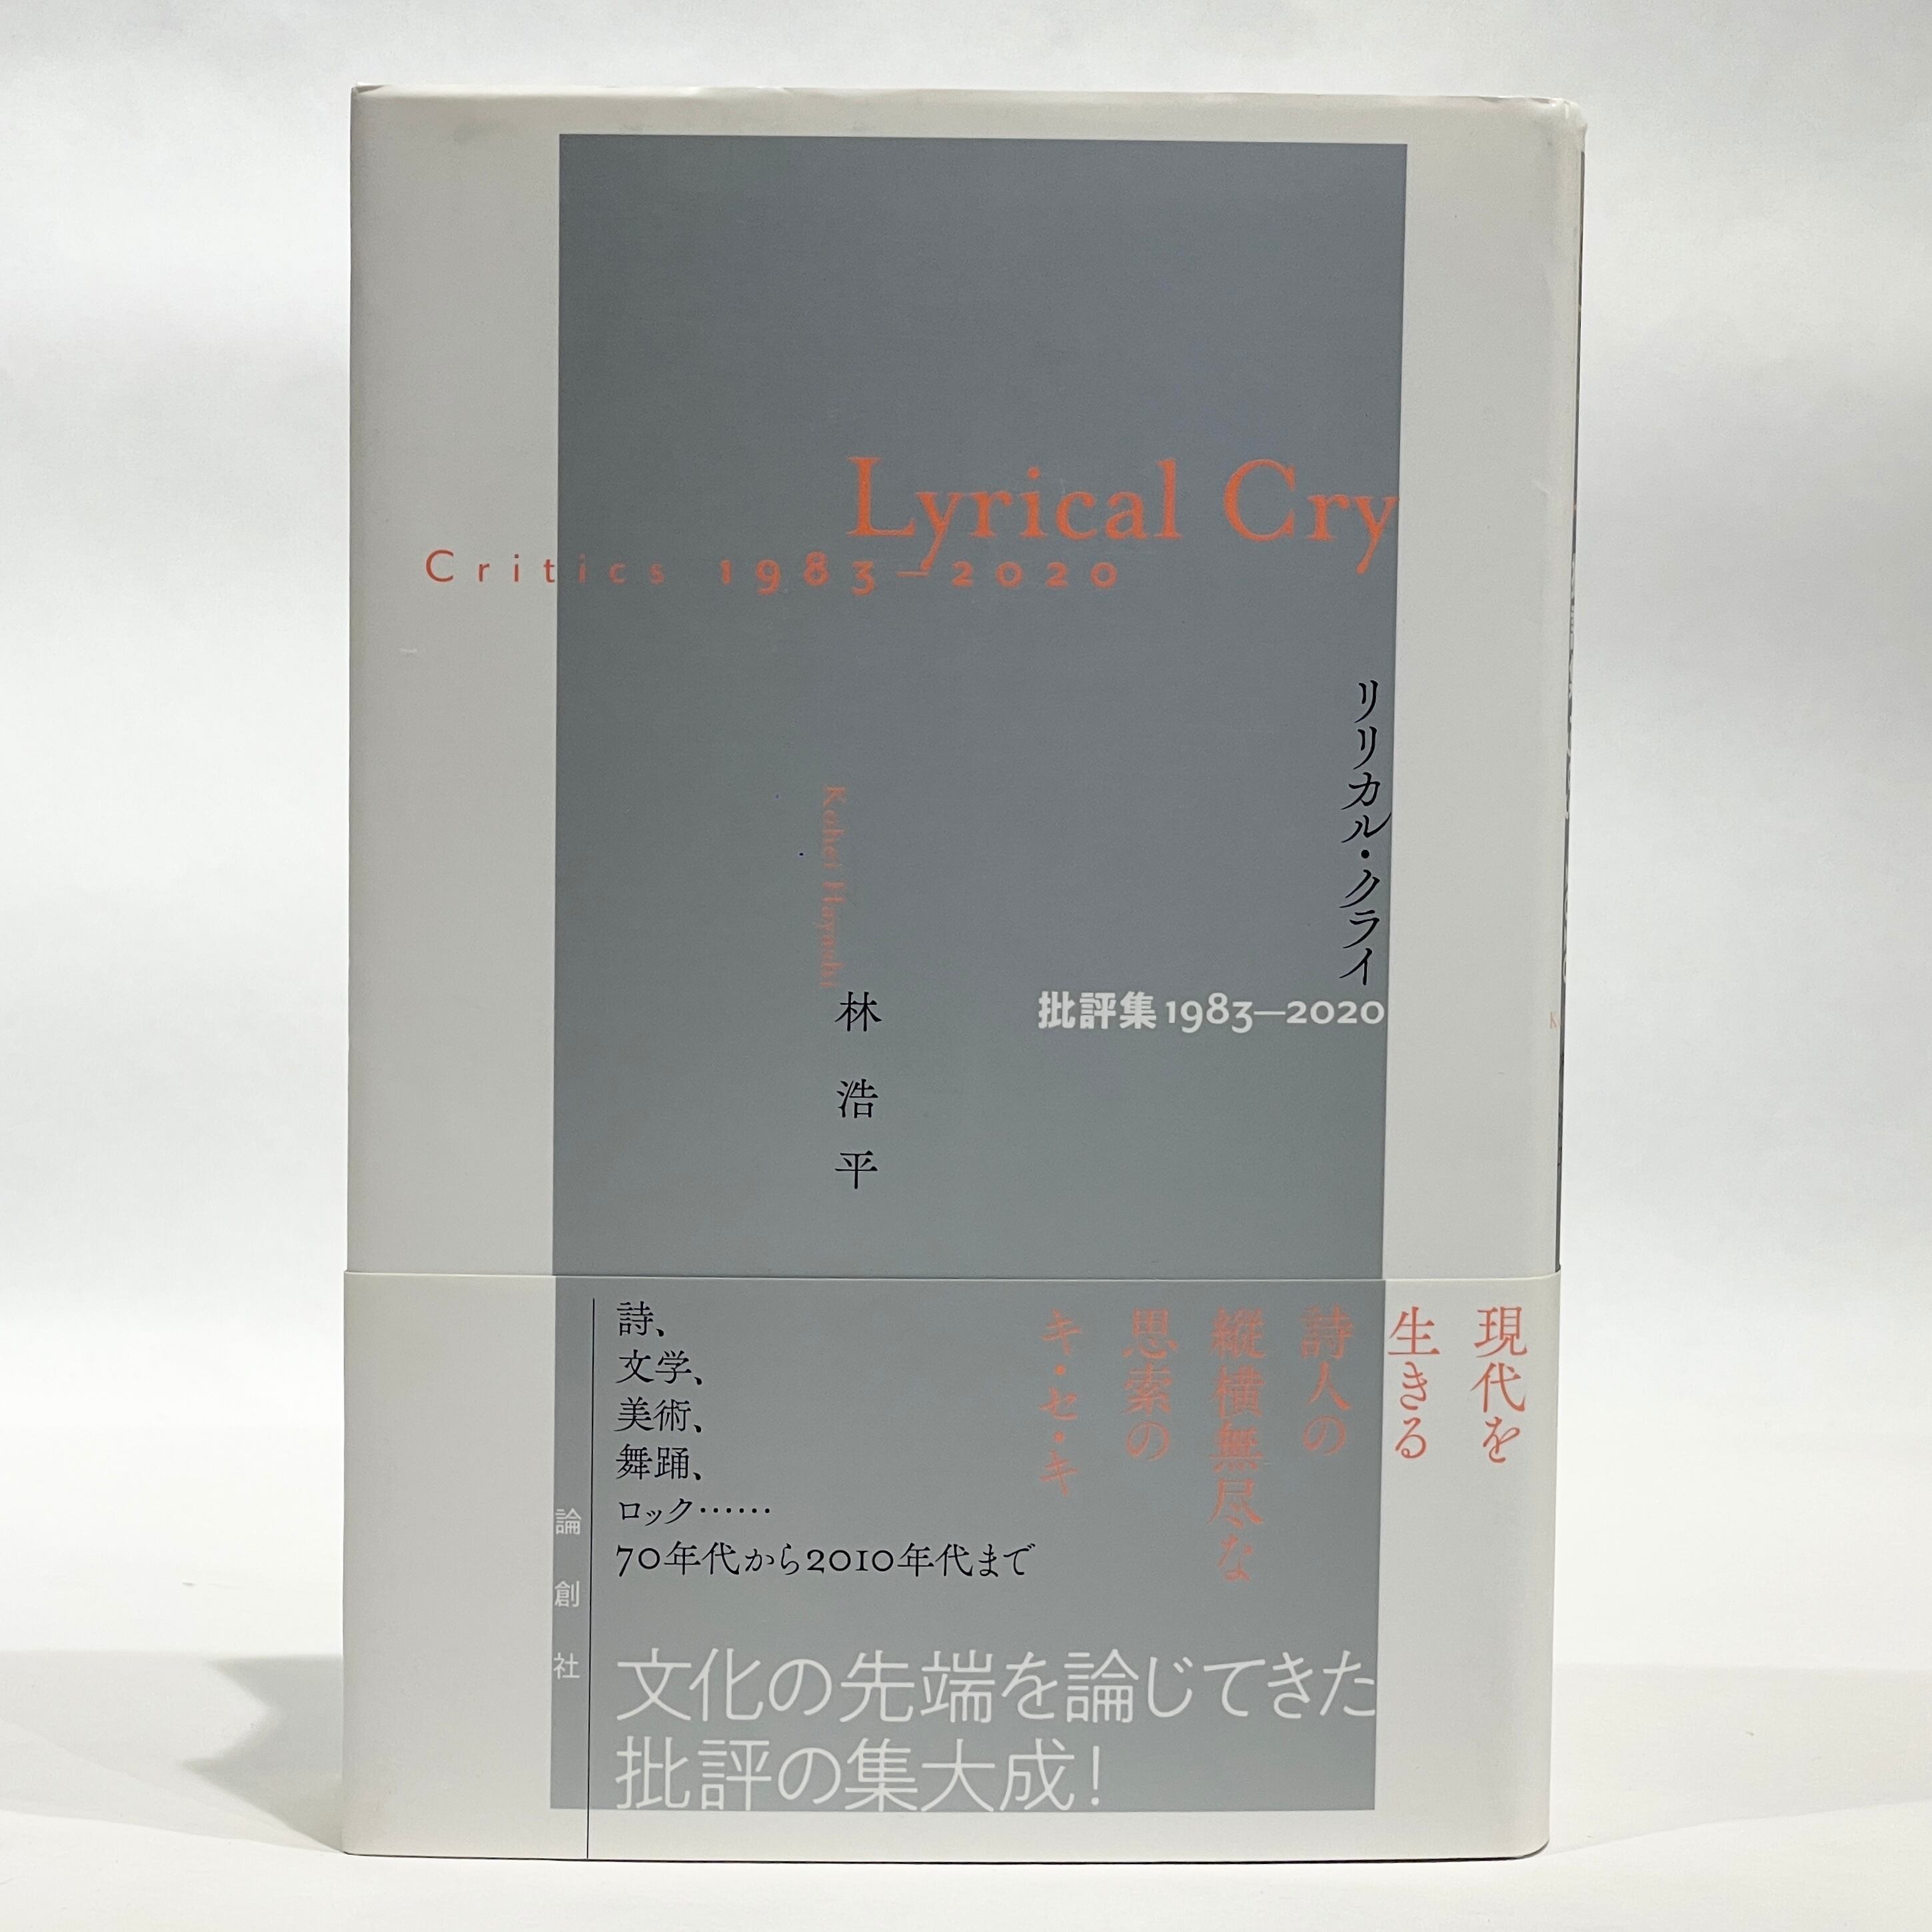 Lyrical Cry
Critics 1983—2020
リリカル・クライ
批評集1983—2020
Kohei Hayashi
林浩平
現代を
生きる
詩人の
縦横無尽な
思索の
キ・セ・キ
詩、
文学、
美術、
舞踊、
ロック……
70年代から2010年代まで
文化の先端を論じてきた
批評の集大成！
論創社
K